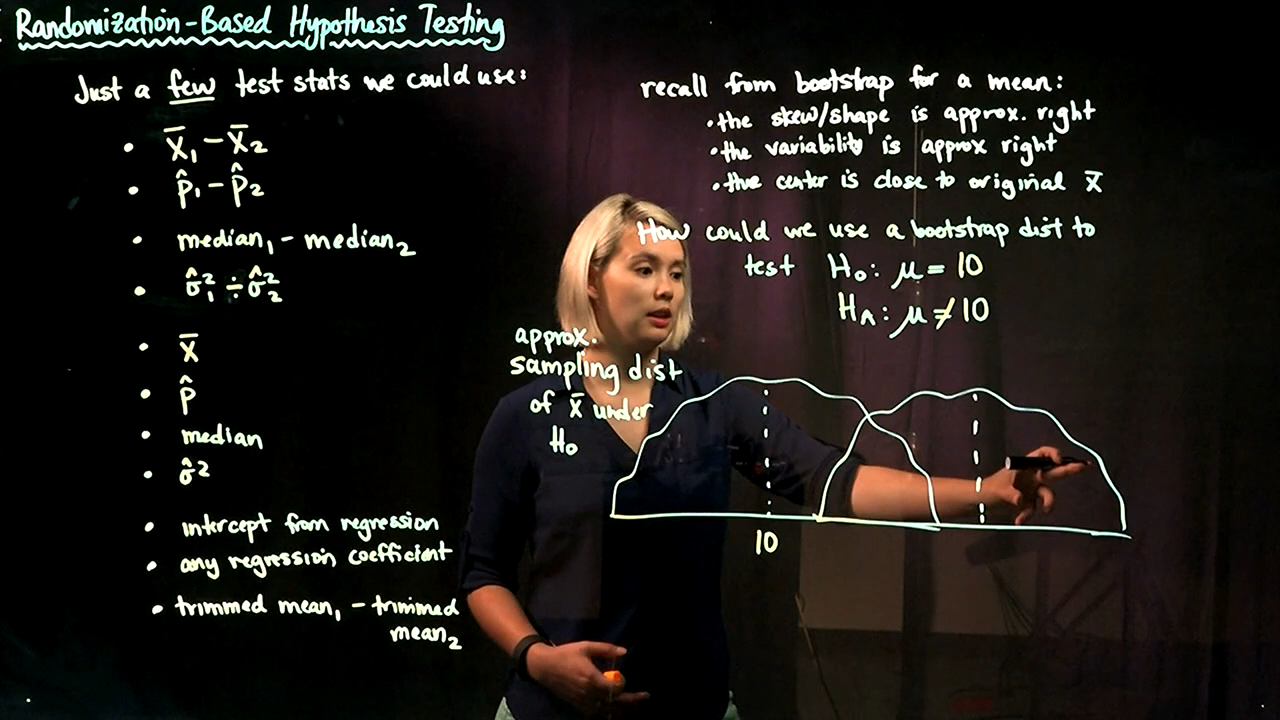 Randomization-Based Hypothesis Testing
Just a few test stats we could use:
• x̄₁ - x̄₂
• p̂₁ - p̂₂
• median₁ - median₂
• σ̂²₁ ÷ σ̂²₂
• x̄
• p̂
• median
• σ̂²
• intercept from regression
• any regression coefficient
• trimmed mean₁ - trimmed
mean₂
recall from bootstrap for a mean:
• the skew/shape is approx. right
• the variability is approx right
• the center is close to original x̄
How could we use a bootstrap dist to
test H₀: μ = 10
Hᴀ: μ ≠ 10
approx.
sampling dist
of x̄ under
H₀
10